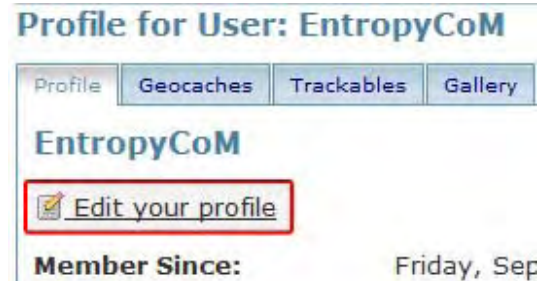 Profile for User: EntropyCoM
Profile Geocaches Trackables Gallery
EntropyCoM
Edit your profile
Member Since: Friday, Sep